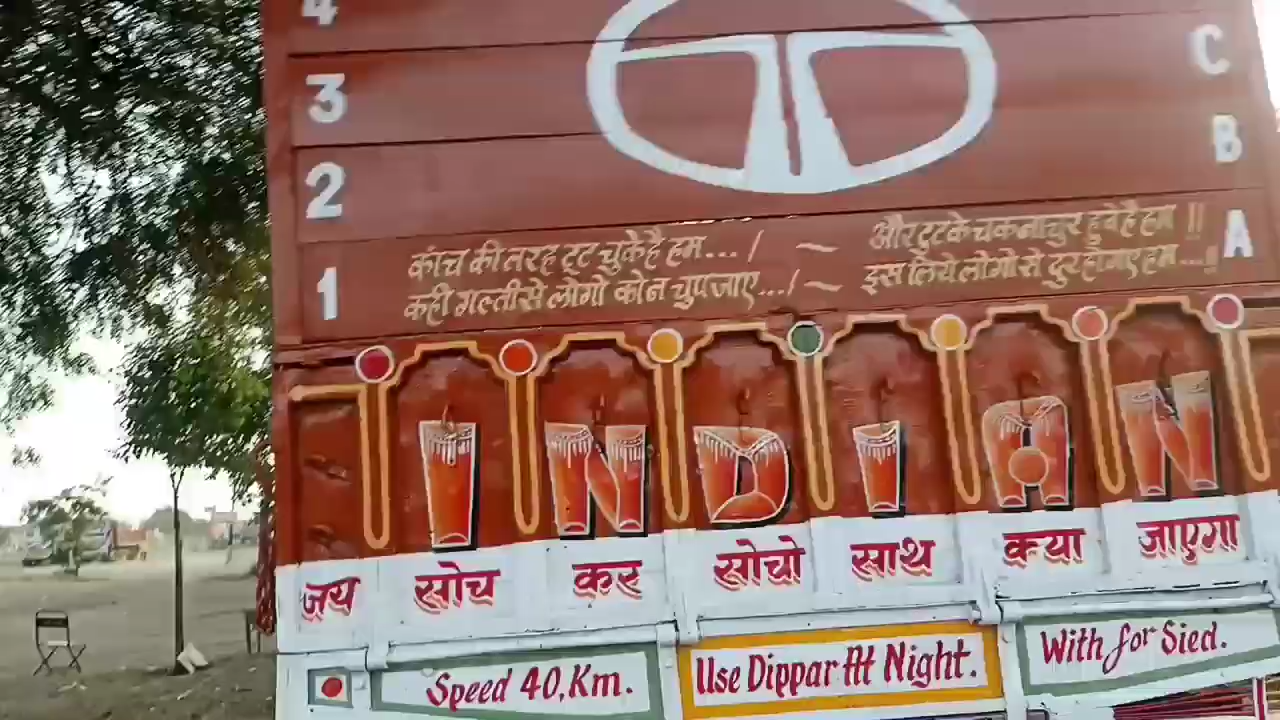 4
3
C
2
B
कांच की तरह टूट चुके है हम...! ~ और टुट के चकनाचुर हुवे है हम !!
A
1
कही गल्ती से लोगो को न चुप जाए...! ~ इस लिये लोगो से दुर हो गए हम...!!
INDIAN
जय सोच कर सोचो साथ क्या जाएगा
Speed 40,Km. Use Dippar At Night. With for Sied.